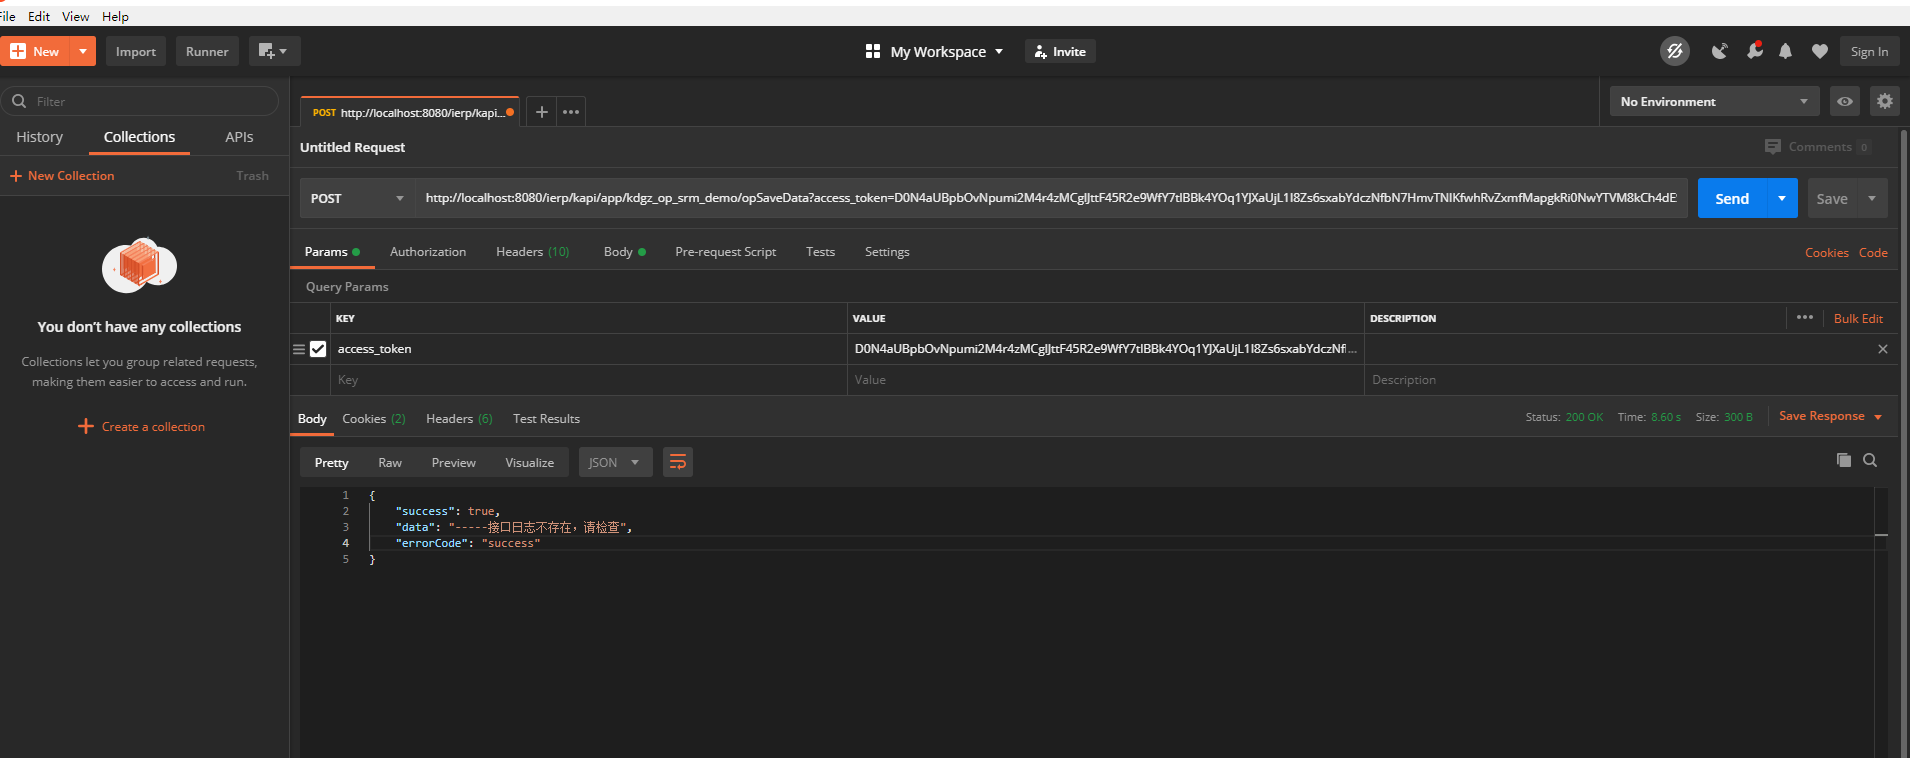 File Edit View Help
New Import Runner My Workspace Invite Sign In
Filter
History Collections APIs
New Collection Trash
You don't have any collections
Collections let you group related requests,
making them easier to access and run.
Create a collection
POST http://localhost:8080/ierp/kapi... No Environment
Untitled Request Comments 0
POST http://localhost:8080/ierp/kapi/app/kdgz_op_srm_demo/opSaveData?access_token= Send Save
Params Authorization Headers (10) Body Pre-request Script Tests Settings Cookies Code
Query Params
KEY VALUE DESCRIPTION Bulk Edit
access_token
Key Value Description
Body Cookies (2) Headers (6) Test Results Status: 200 OK Time: 8.60 s Size: 300 B Save Response
Pretty Raw Preview Visualize JSON
1 {
2 "success": true,
3 "data": "-----接口日志不存在，请检查",
4 "errorCode": "success"
5 }